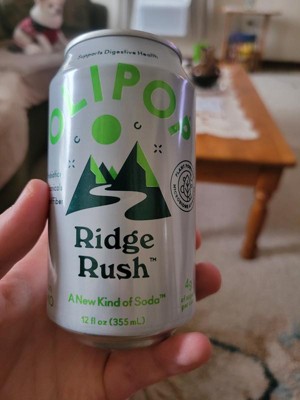 Supports Digestive Health
OLIPOP
Ridge
Rush™
A New Kind of Soda™
12 fl oz (355 mL)